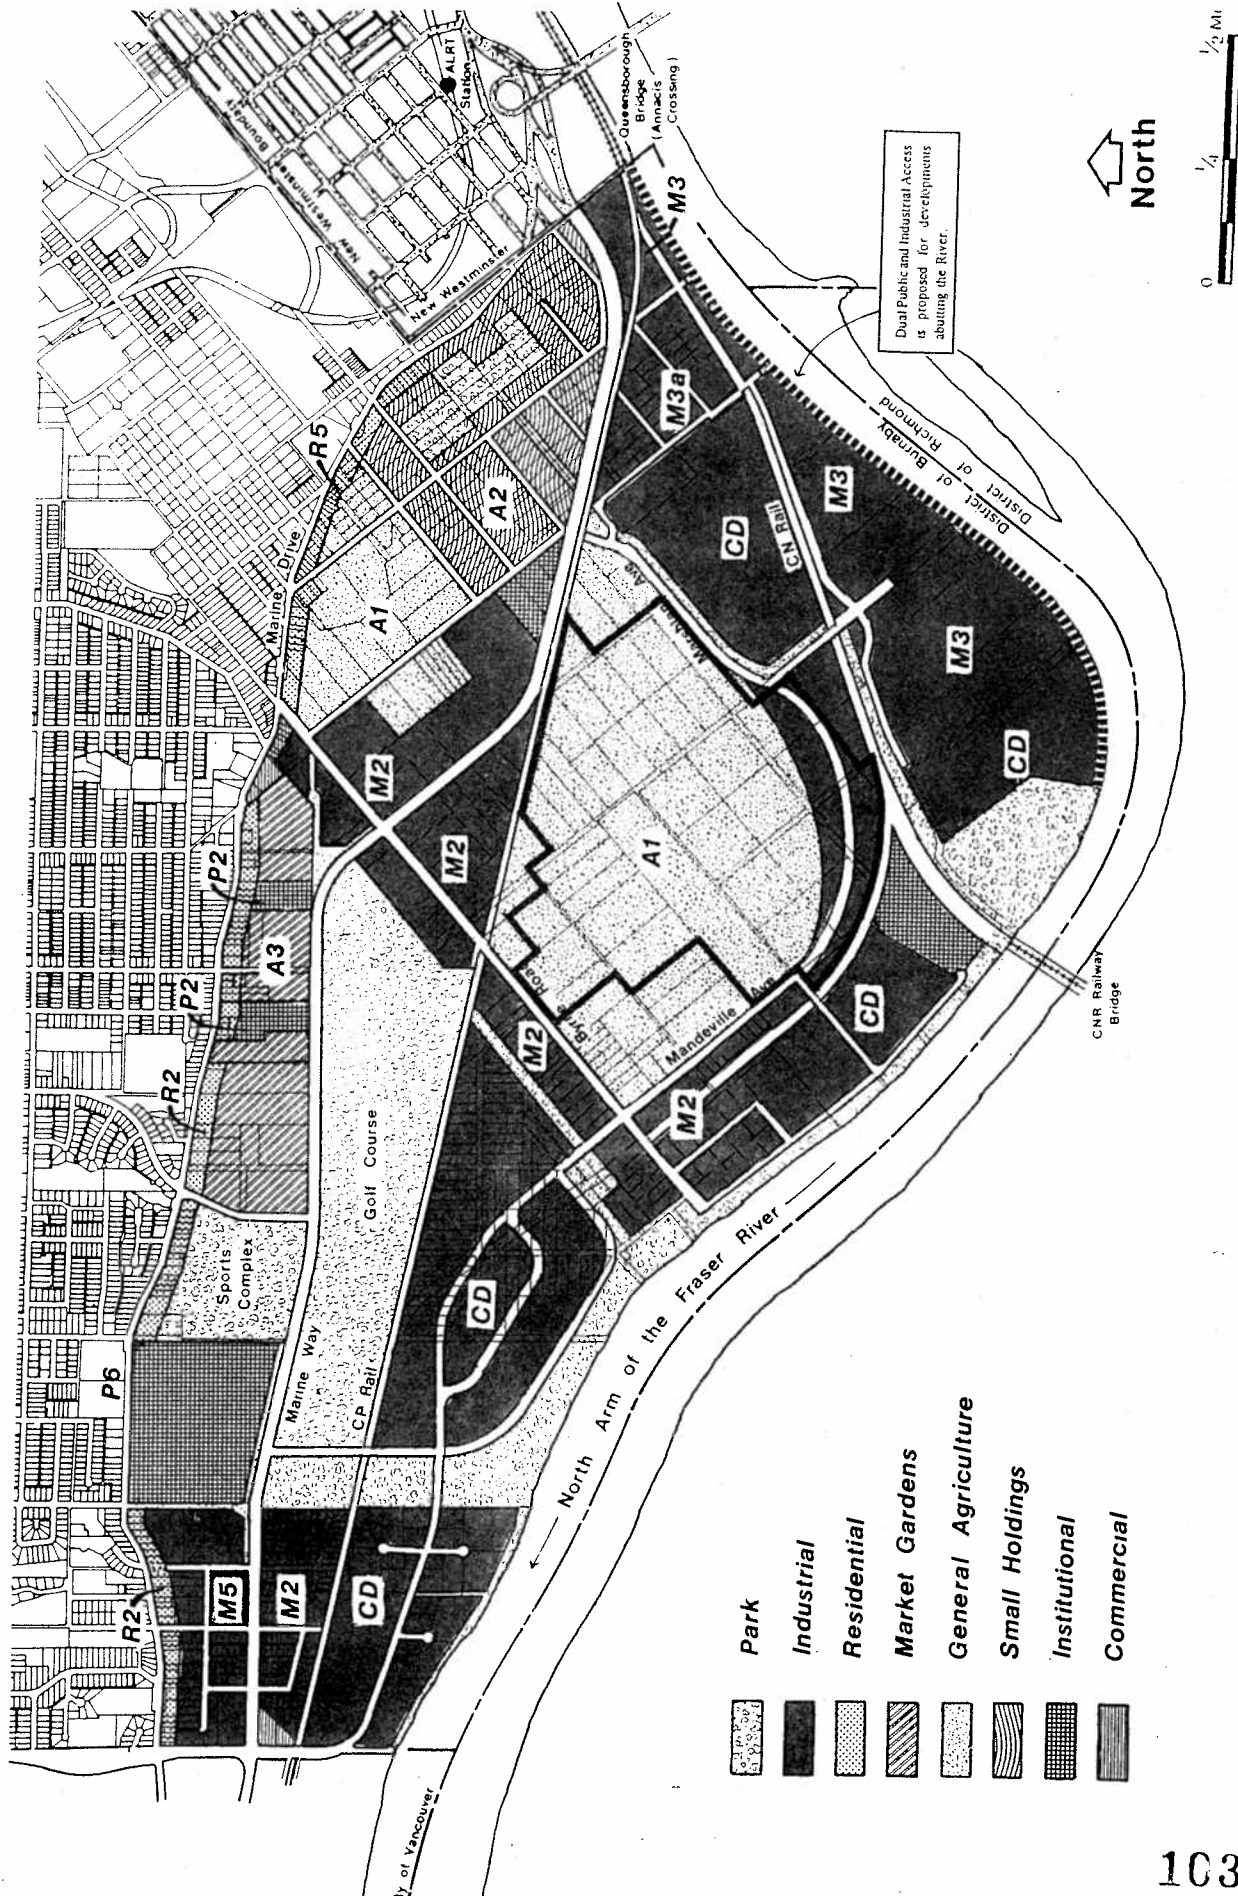 New Westminster
Boundary
ALRT
Station
New Westminster
Queensborough
Bridge
(Annacis
Crossing)
M3
Dual Public and Industrial Access
is proposed for developments
abutting the River.
North
0
1/4
District of Burnaby
District of Richmond
R5
A2
M3a
M3
CD
CN Rail
Marine Drive
A1
Ave.
M3
CD
M2
M2
A1
P2
A3
P2
R2
M2
Byrne
Mandeville
Ave.
CD
CNR Railway
Bridge
M2
Golf Course
Sports
Complex
CD
Marine Way
CP Rail
P6
North Arm of the Fraser River
R2
M5
M2
CD
of Vancouver
Park
Industrial
Residential
Market Gardens
General Agriculture
Small Holdings
Institutional
Commercial
103